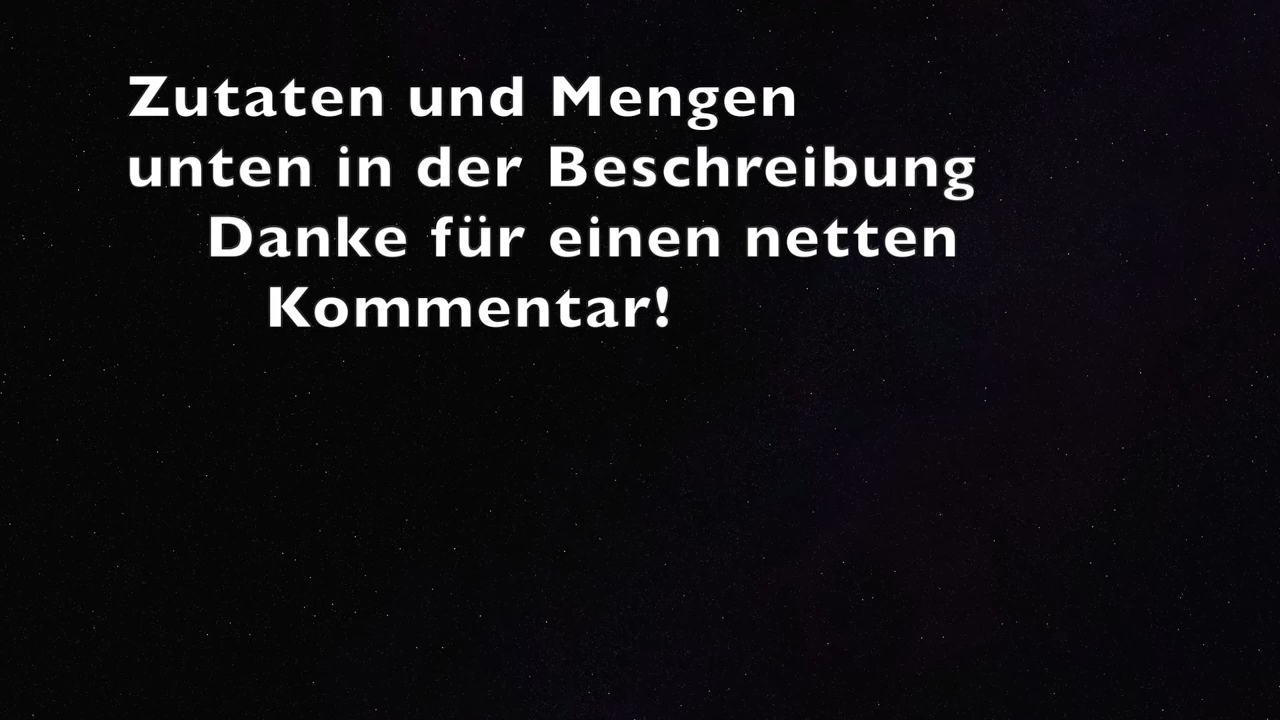 Zutaten und Mengen
unten in der Beschreibung
Danke für einen netten
Kommentar!